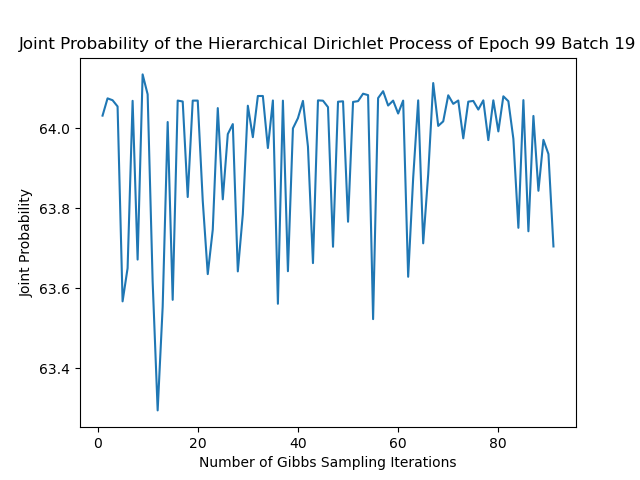 Joint Probability of the Hierarchical Dirichlet Process of Epoch 99 Batch 19
64.0
63.8
63.6
63.4
Joint Probability
0 20 40 60 80
Number of Gibbs Sampling Iterations